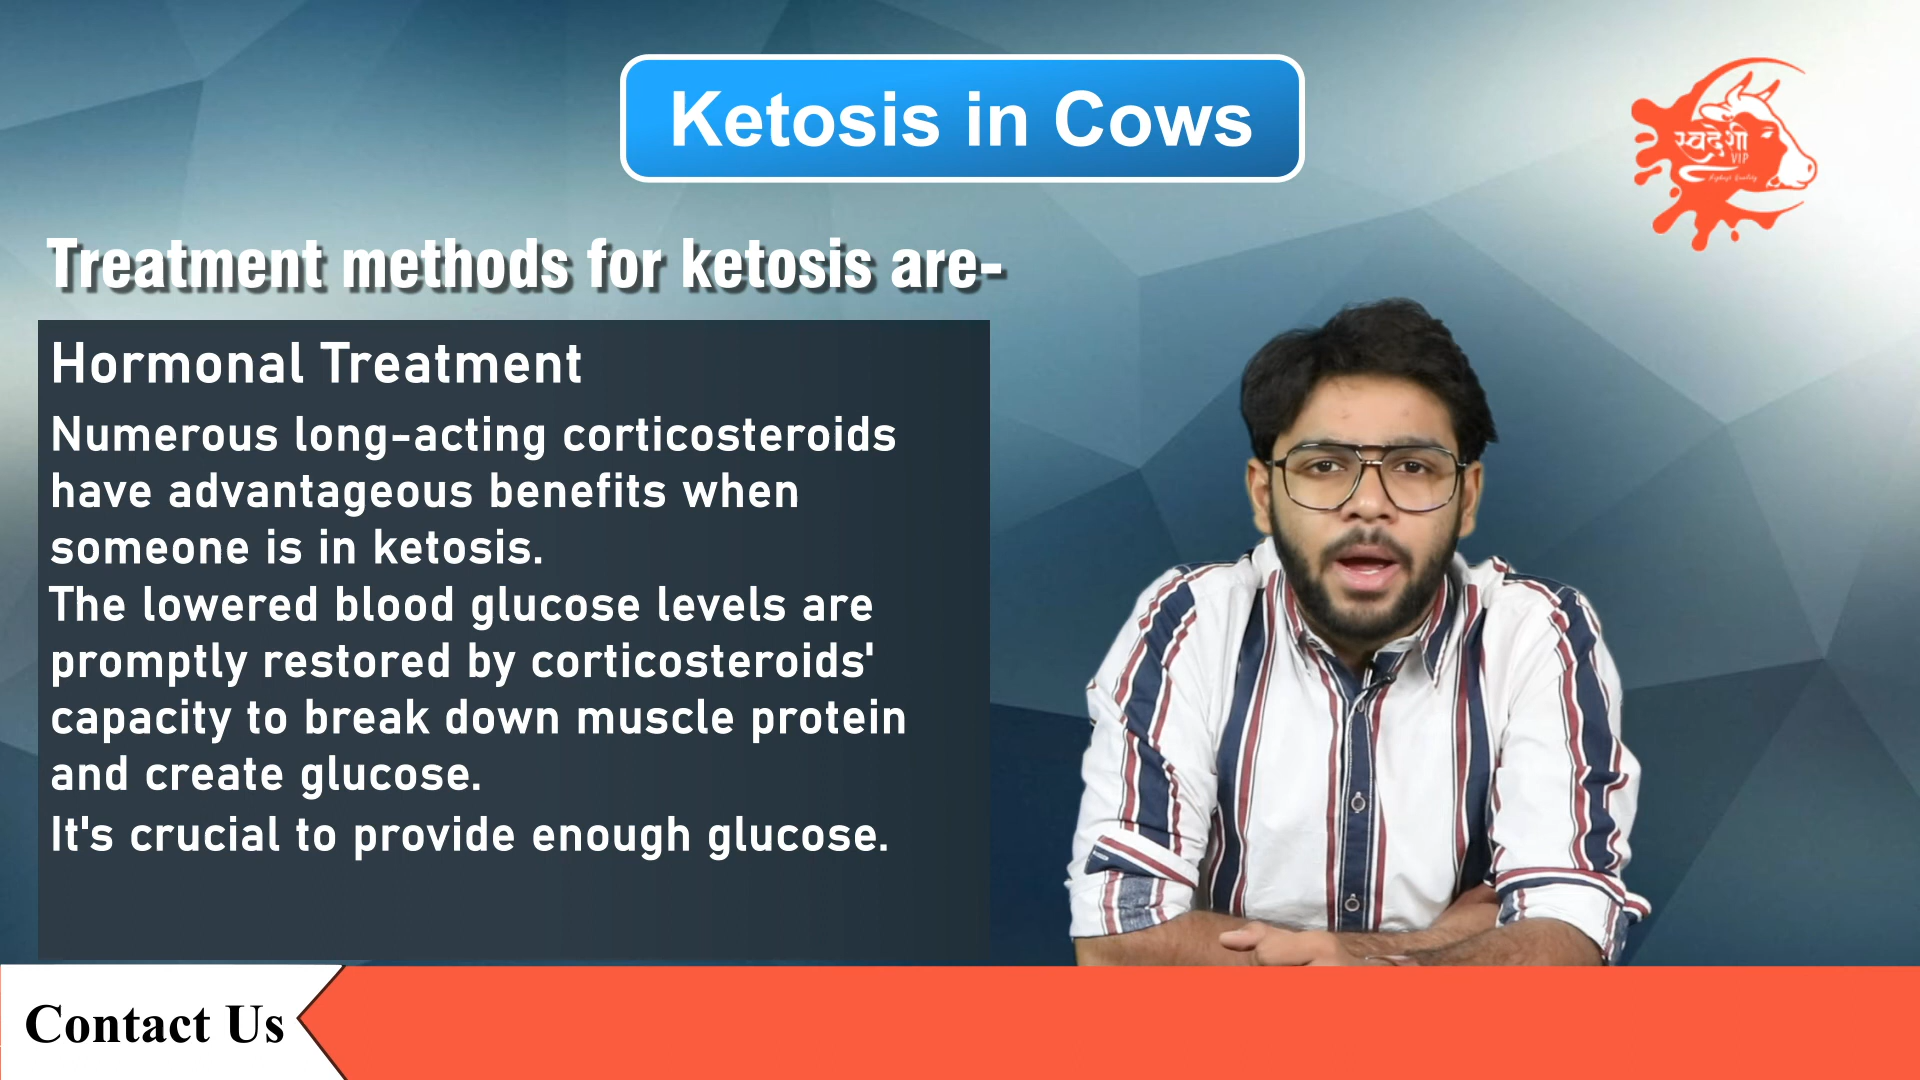 Ketosis in Cows
स्वदेशी
VIP
Highest Quality
Treatment methods for ketosis are-
Hormonal Treatment
Numerous long-acting corticosteroids
have advantageous benefits when
someone is in ketosis.
The lowered blood glucose levels are
promptly restored by corticosteroids'
capacity to break down muscle protein
and create glucose.
It's crucial to provide enough glucose.
Contact Us